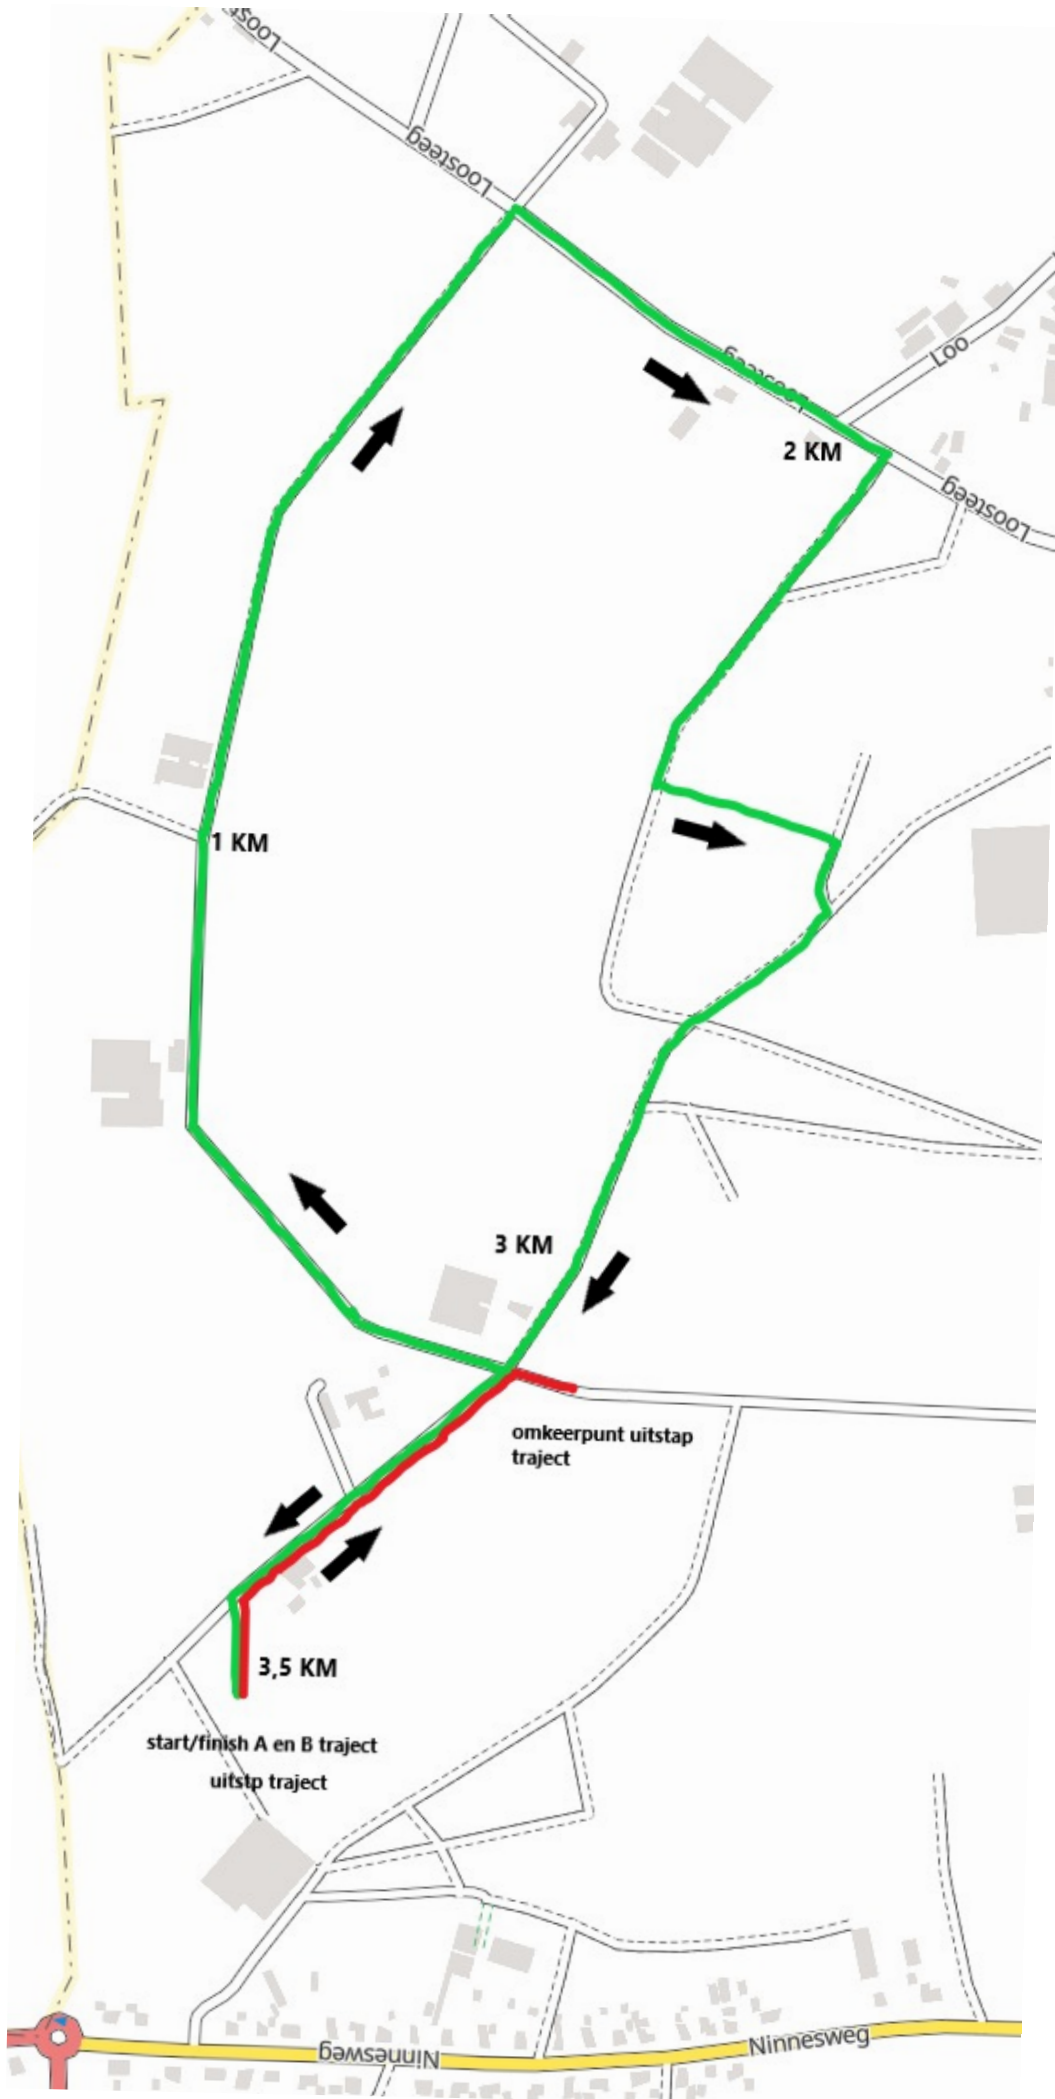 Loost
Loosteeg
Loo
Loosteeg
2 KM
Loosteeg
1 KM
3 KM
omkeerpunt uitstap
traject
3,5 KM
start/finish A en B traject
uitstp traject
Ninnesweg
Ninnesweg